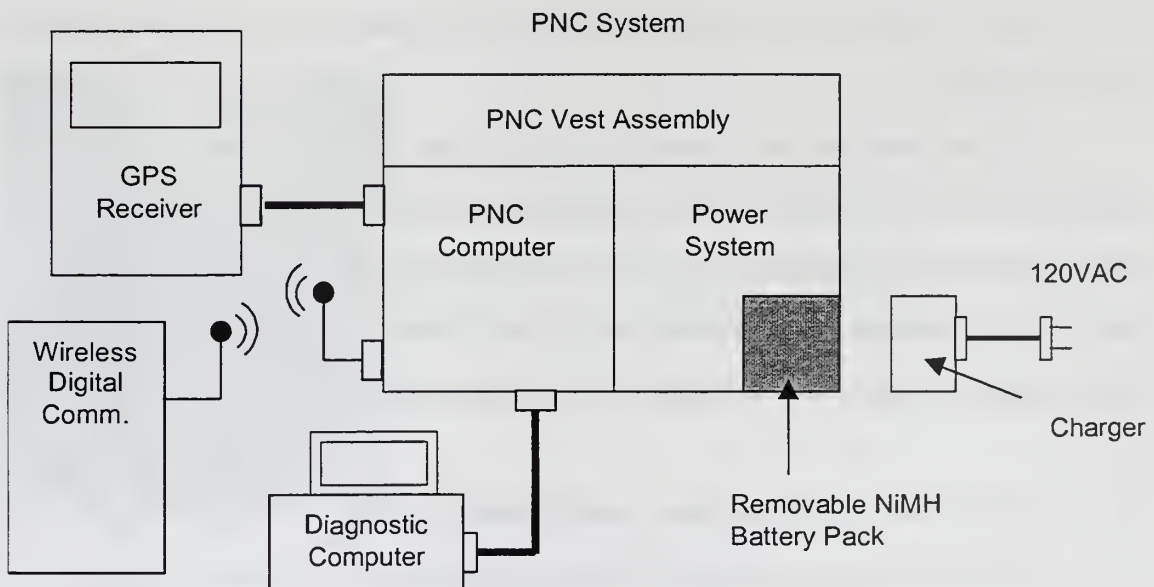 PNC System
PNC Vest Assembly
GPS
Receiver
PNC
Computer
Power
System
120VAC
Wireless
Digital
Comm.
Charger
Removable NiMH
Battery Pack
Diagnostic
Computer